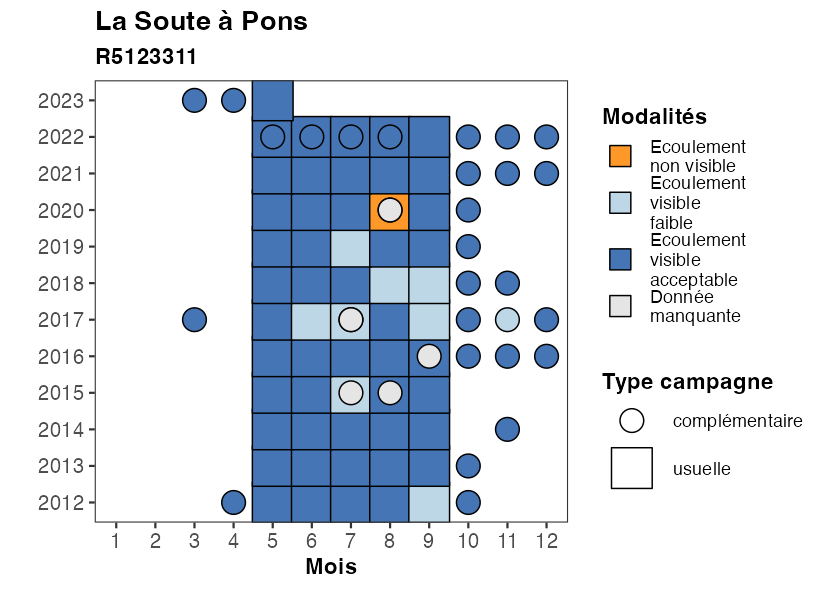 La Soute à Pons
R5123311
2023
2022
2021
2020
2019
2018
2017
2016
2015
2014
2013
2012
1 2 3 4 5 6 7 8 9 10 11 12
Mois
Modalités
Ecoulement
non visible
Ecoulement
visible
faible
Ecoulement
visible
acceptable
Donnée
manquante
Type campagne
complémentaire
usuelle